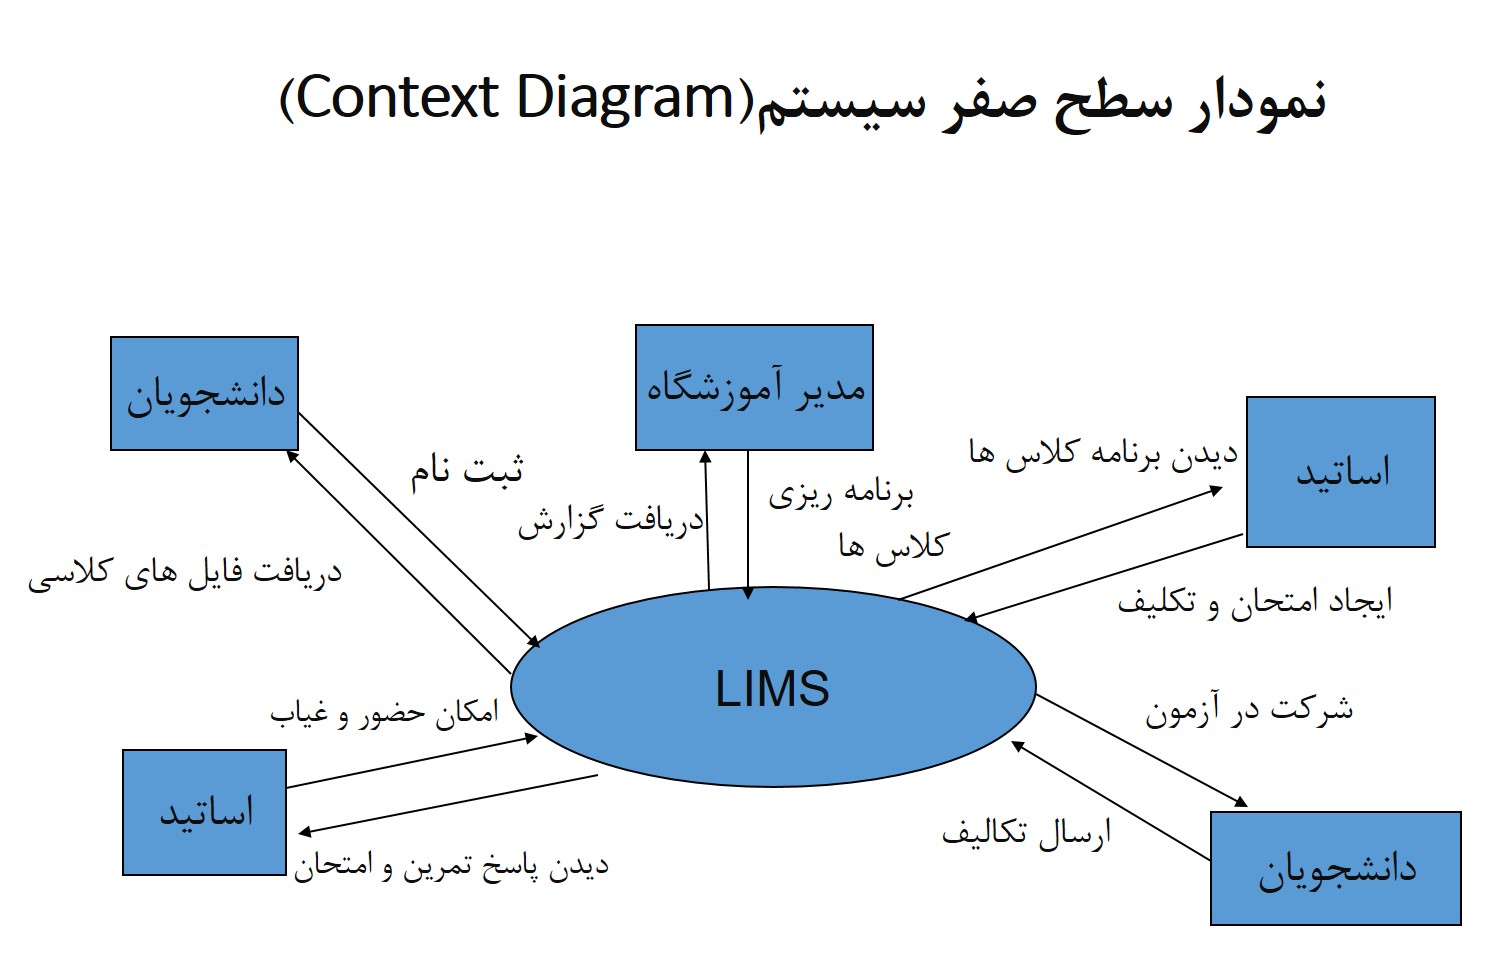 نمودار سطح صفر سیستم(Context Diagram)
مدیر آموزشگاه
دانشجویان
اساتید
دیدن برنامه کلاس ها
ثبت نام
برنامه ریزی
کلاس ها
دریافت گزارش
دریافت فایل های کلاسی
ایجاد امتحان و تکلیف
LIMS
شرکت در آزمون
امکان حضور و غیاب
اساتید
ارسال تکالیف
دیدن پاسخ تمرین و امتحان
دانشجویان